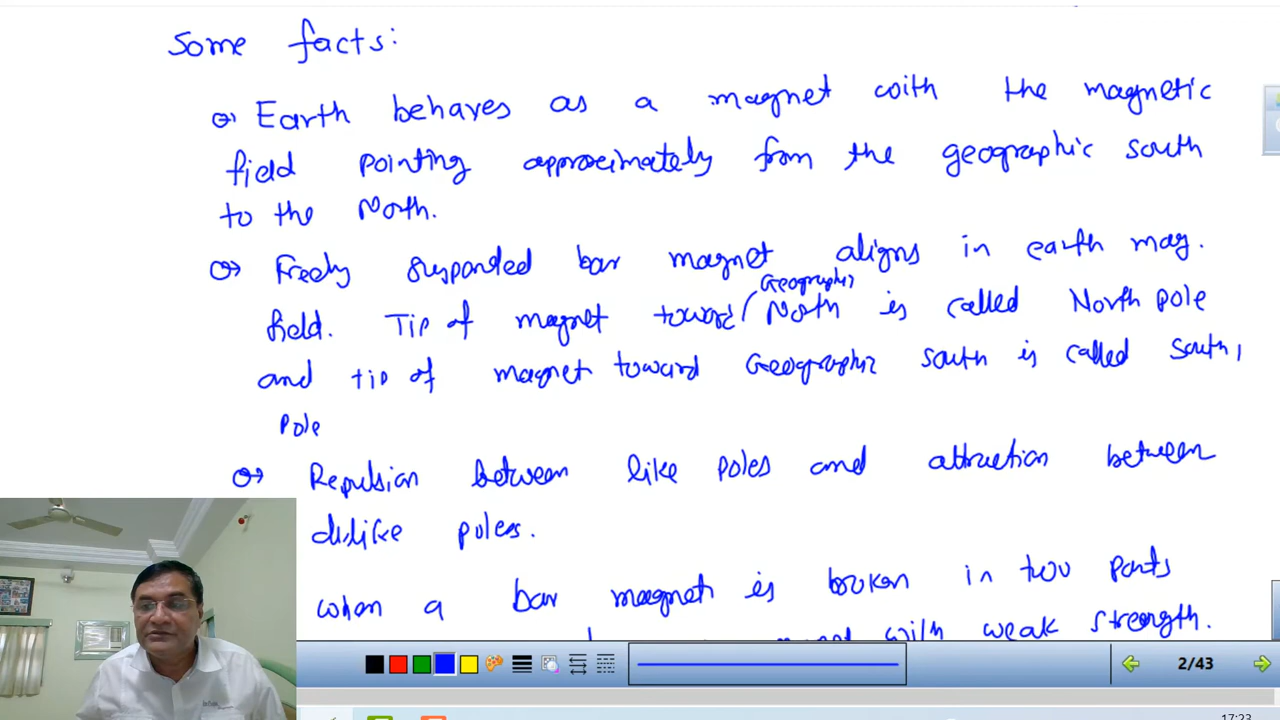 Some facts:
Earth behaves as a magnet with the magnetic
field pointing approximately from the geographic south
to the North.
Freely suspended bar magnet aligns in earth mag.
Geographic
field. Tip of magnet toward North is called North pole
and tip of magnet toward Geographic south is called south
pole
Repulsion between like poles and attraction between
dislike poles.
when a bar magnet is broken in two parts
with weak strength.
2/43
17:23